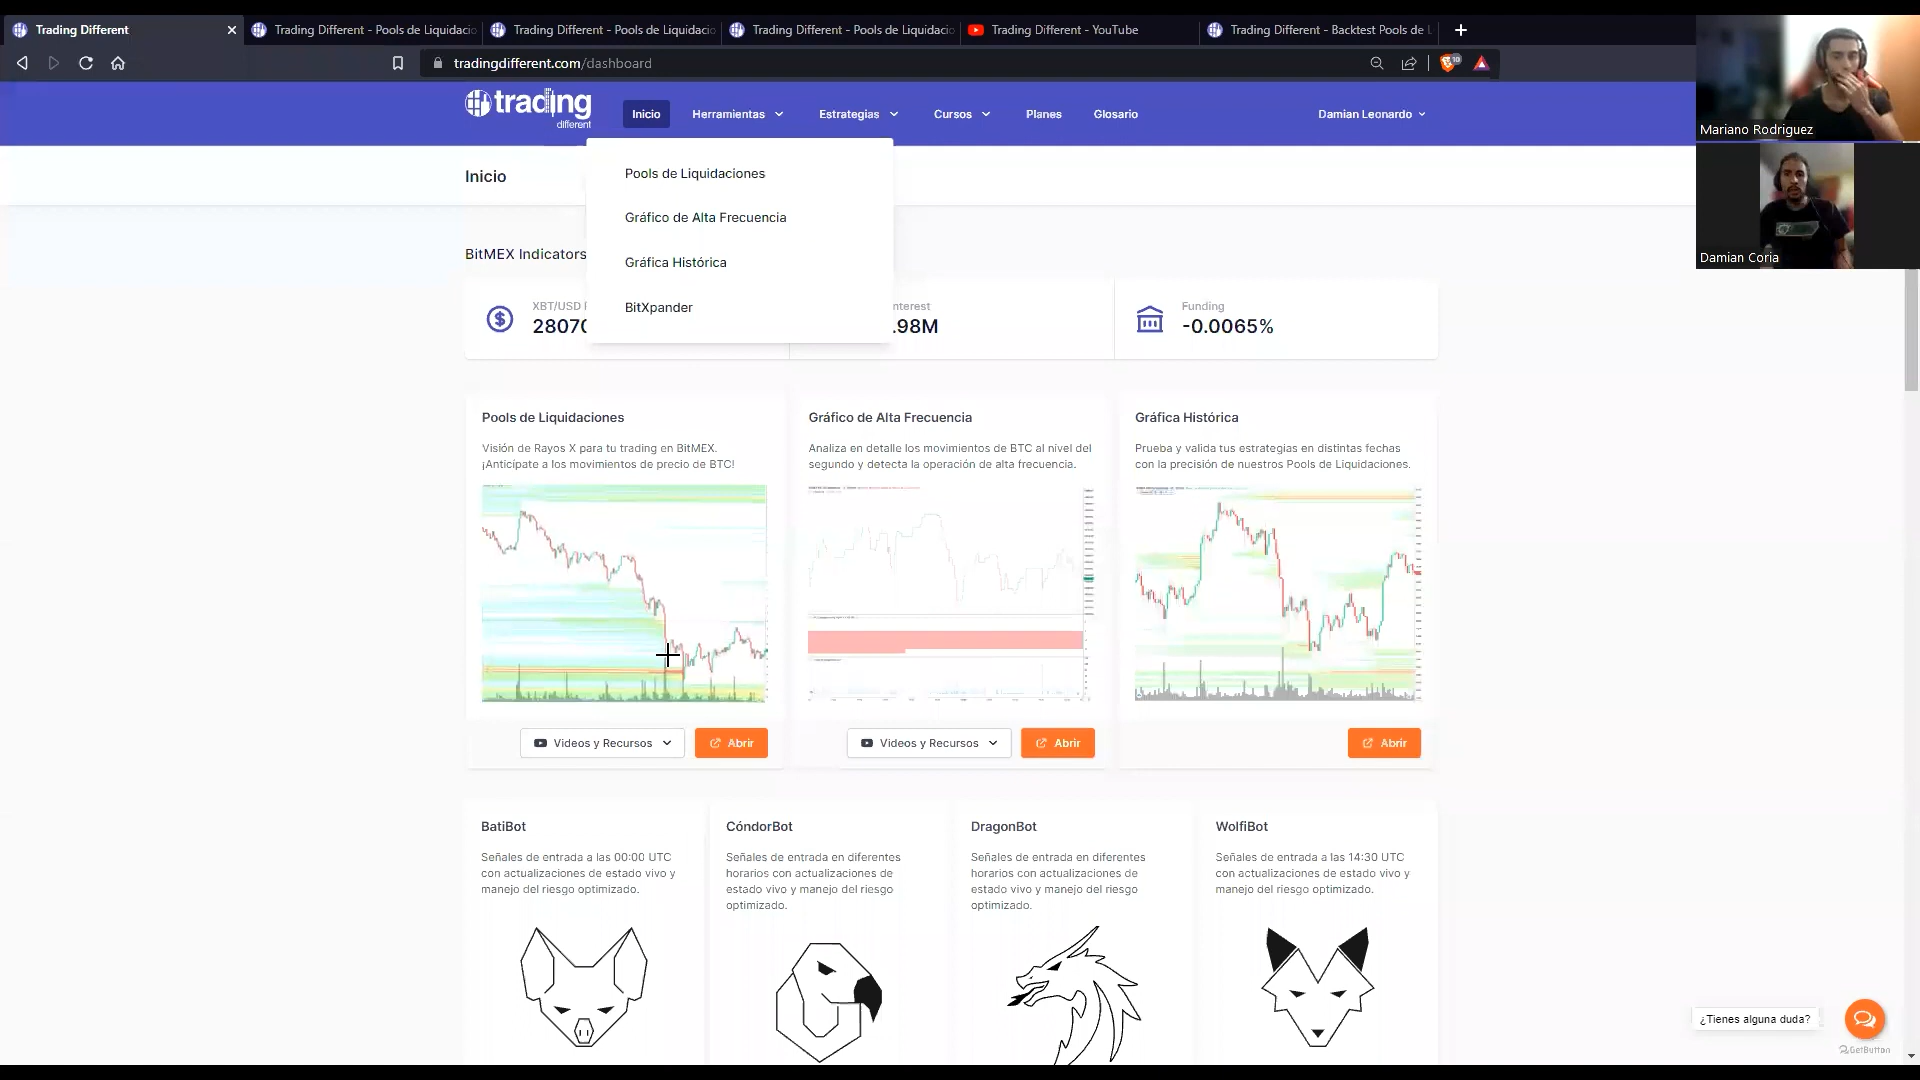 Trading Different
Trading Different - Pools de Liquidacio
Trading Different - Pools de Liquidacio
Trading Different - Pools de Liquidacio
Trading Different - YouTube
Trading Different - Backtest Pools de L
tradingdifferent.com/dashboard
10
trading
different
Inicio
Herramientas
Estrategias
Cursos
Planes
Glosario
Damian Leonardo
Mariano Rodriguez
Damian Coria
Inicio
Pools de Liquidaciones
Gráfico de Alta Frecuencia
Gráfica Histórica
BitXpander
BitMEX Indicators
XBT/USD
2807
nterest
.98M
Funding
-0.0065%
Pools de Liquidaciones
Visión de Rayos X para tu trading en BitMEX.
¡Anticípate a los movimientos de precio de BTC!
Videos y Recursos
Abrir
Gráfico de Alta Frecuencia
Analiza en detalle los movimientos de BTC al nivel del
segundo y detecta la operación de alta frecuencia.
Videos y Recursos
Abrir
Gráfica Histórica
Prueba y valida tus estrategias en distintas fechas
con la precisión de nuestros Pools de Liquidaciones.
Abrir
BatiBot
Señales de entrada a las 00:00 UTC
con actualizaciones de estado vivo y
manejo del riesgo optimizado.
CóndorBot
Señales de entrada en diferentes
horarios con actualizaciones de
estado vivo y manejo del riesgo
optimizado.
DragonBot
Señales de entrada en diferentes
horarios con actualizaciones de
estado vivo y manejo del riesgo
optimizado.
WolfiBot
Señales de entrada a las 14:30 UTC
con actualizaciones de estado vivo y
manejo del riesgo optimizado.
¿Tienes alguna duda?
GetButton